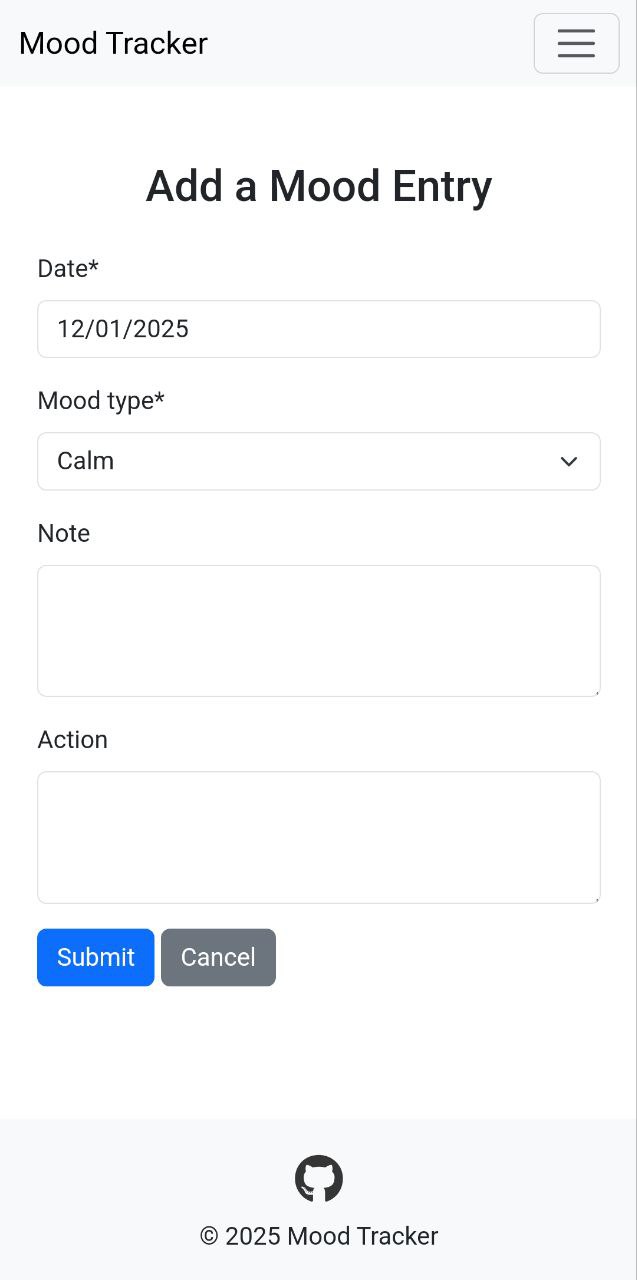 Mood Tracker
Add a Mood Entry
Date*
12/01/2025
Mood type*
Calm
Note
Action
Submit Cancel
© 2025 Mood Tracker